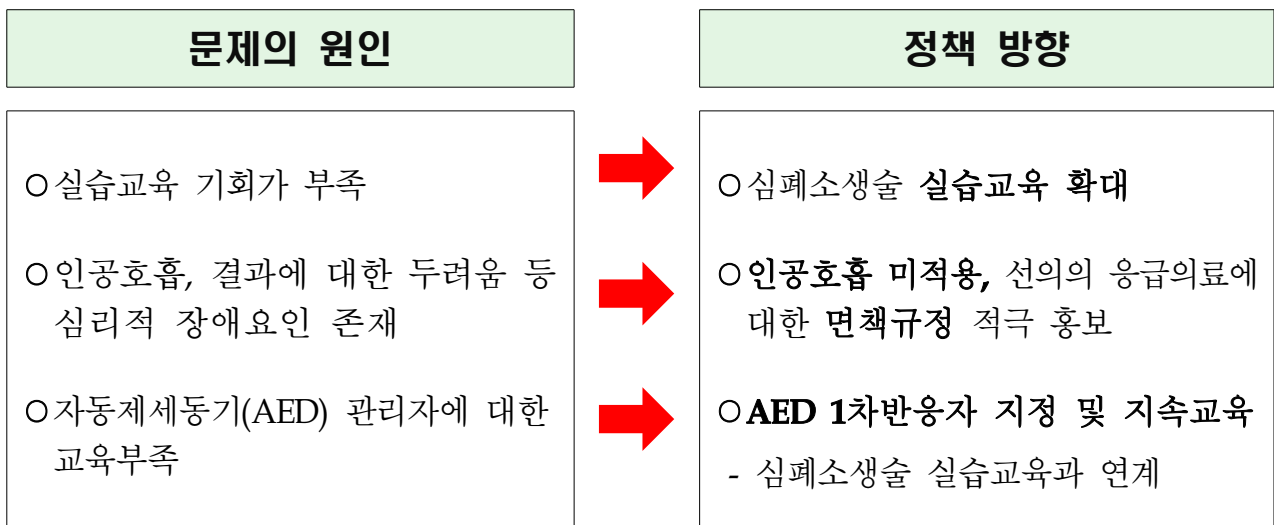 문제의 원인
정책 방향
○실습교육 기회가 부족
○인공호흡, 결과에 대한 두려움 등
심리적 장애요인 존재
○자동제세동기(AED) 관리자에 대한
교육부족
○심폐소생술 실습교육 확대
○인공호흡 미적용, 선의의 응급의료에
대한 면책규정 적극 홍보
○AED 1차반응자 지정 및 지속교육
- 심폐소생술 실습교육과 연계